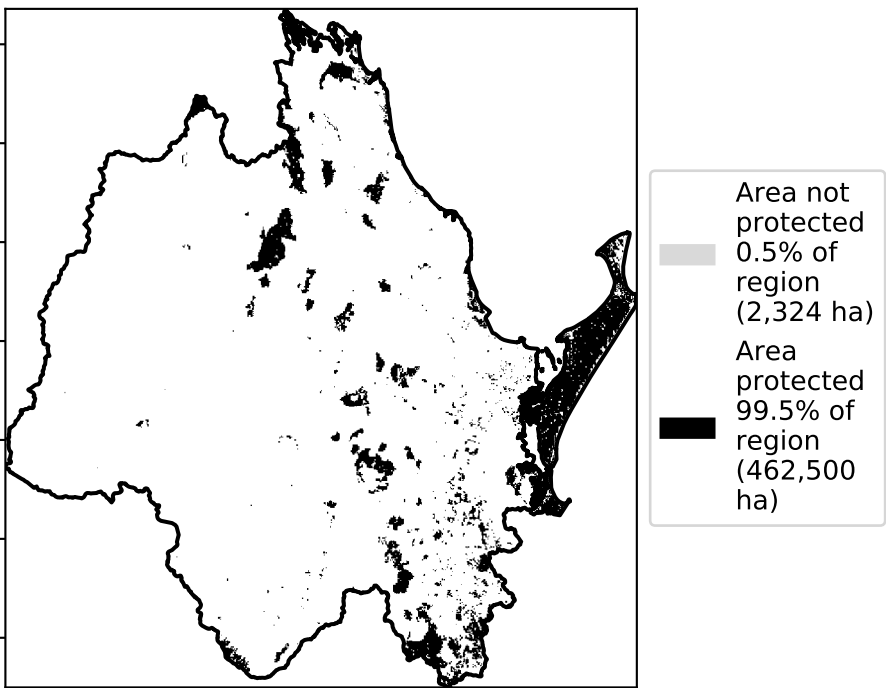 Area not
protected
0.5% of
region
(2,324 ha)
Area
protected
99.5% of
region
(462,500
ha)